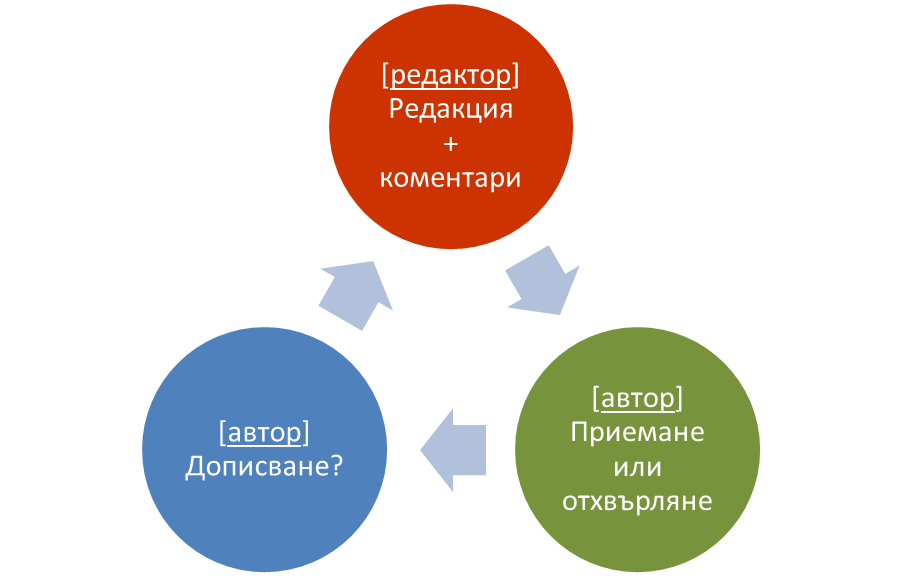 [редактор]
Редакция
+
коментари
[автор]
Приемане
или
отхвърляне
[автор]
Дописване?